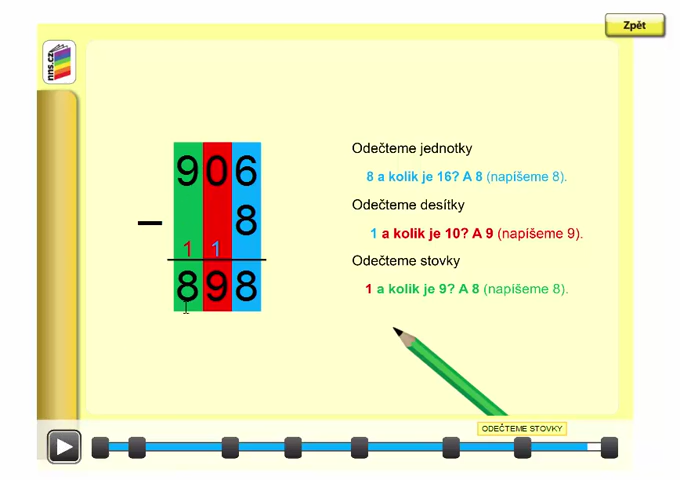 Zpět
nns.cz
906
− 8
1 1
898
Odečteme jednotky
8 a kolik je 16? A 8 (napíšeme 8).
Odečteme desítky
1 a kolik je 10? A 9 (napíšeme 9).
Odečteme stovky
1 a kolik je 9? A 8 (napíšeme 8).
ODEČTEME STOVKY